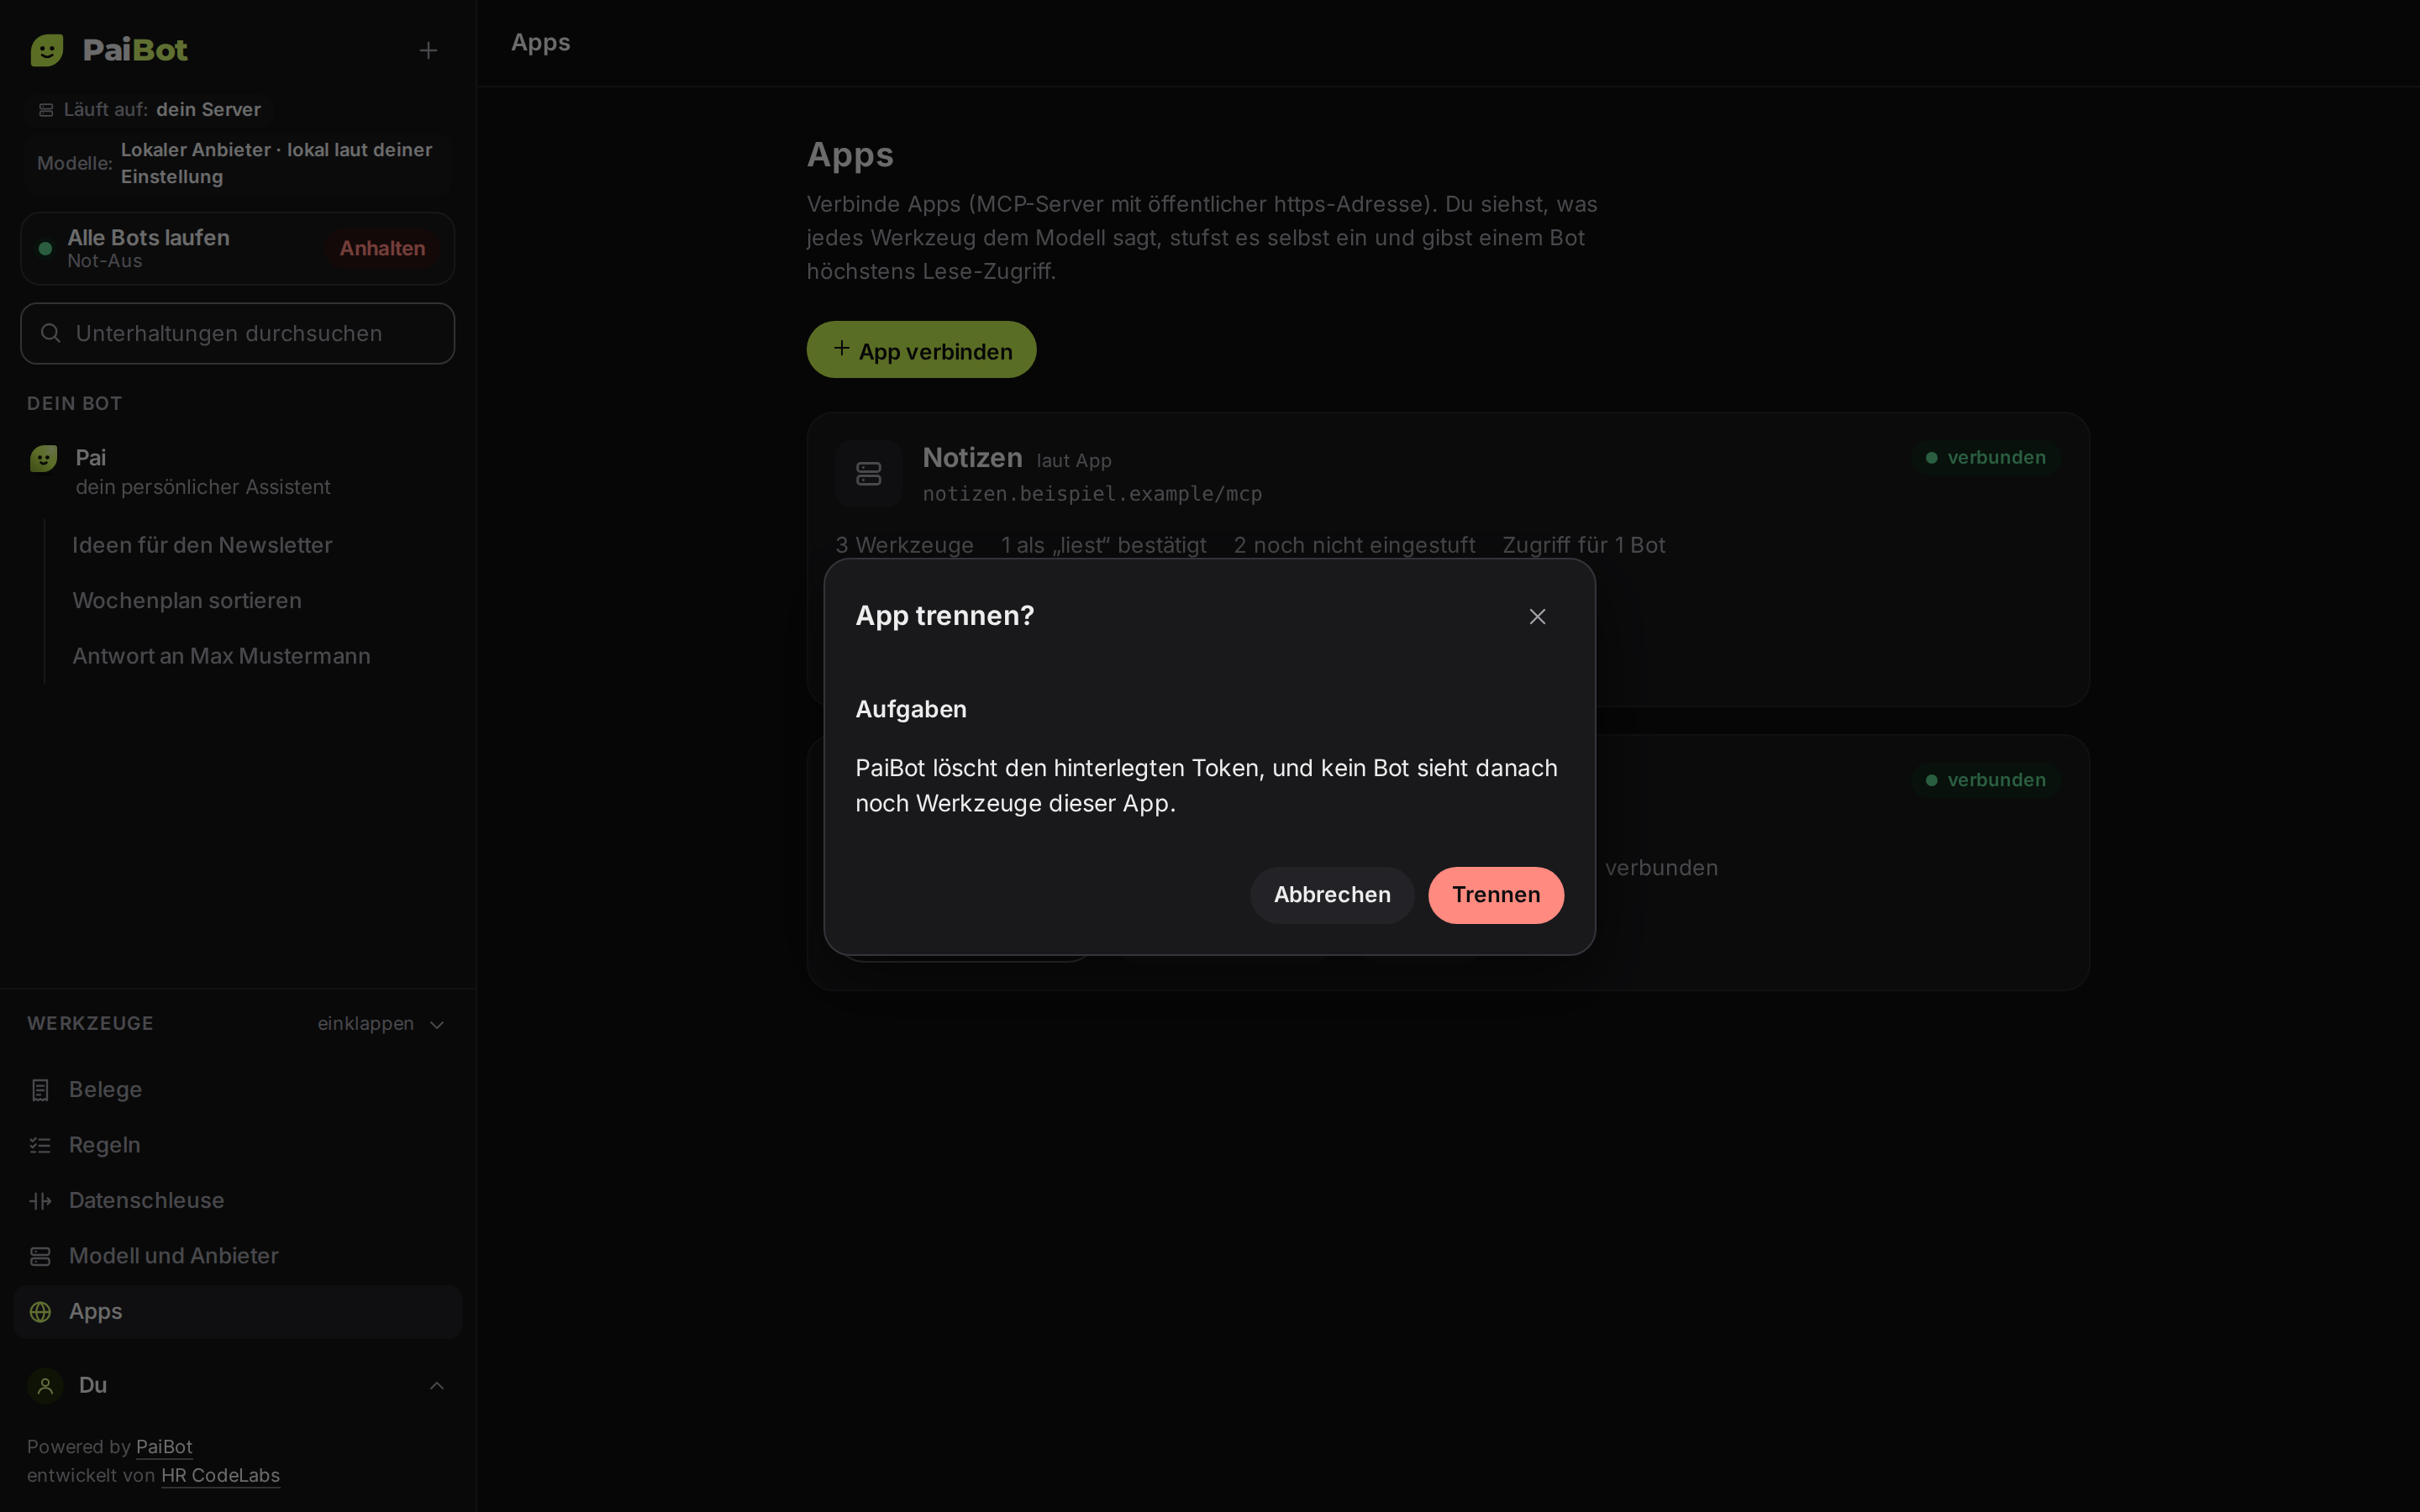 PaiBot
Läuft auf: dein Server
Modelle: Lokaler Anbieter · lokal laut deiner
Einstellung
Alle Bots laufen
Not-Aus
Anhalten
Unterhaltungen durchsuchen
DEIN BOT
Pai
dein persönlicher Assistent
Ideen für den Newsletter
Wochenplan sortieren
Antwort an Max Mustermann
WERKZEUGE
einklappen
Belege
Regeln
Datenschleuse
Modell und Anbieter
Apps
Du
Powered by PaiBot
entwickelt von HR CodeLabs
Apps
Apps
Verbinde Apps (MCP-Server mit öffentlicher https-Adresse). Du siehst, was
jedes Werkzeug dem Modell sagt, stufst es selbst ein und gibst einem Bot
höchstens Lese-Zugriff.
App verbinden
Notizen laut App
verbunden
notizen.beispiel.example/mcp
3 Werkzeuge 1 als „liest“ bestätigt 2 noch nicht eingestuft Zugriff für 1 Bot
App trennen?
Aufgaben
PaiBot löscht den hinterlegten Token, und kein Bot sieht danach
noch Werkzeuge dieser App.
Abbrechen
Trennen
verbunden
verbunden